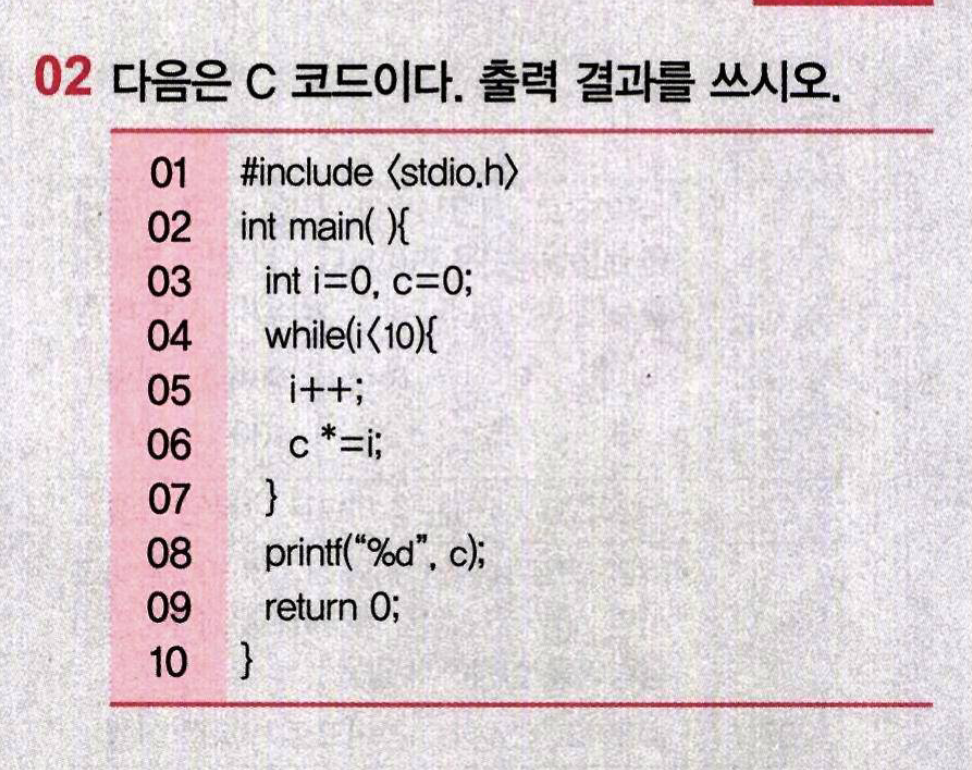 02 다음은 C 코드이다. 출력 결과를 쓰시오.
01 #include 〈stdio.h〉
02 int main( ){
03 int i=0, c=0;
04 while(i〈10){
05 i++;
06 c *=i;
07 }
08 printf(“%d”, c);
09 return 0;
10 }